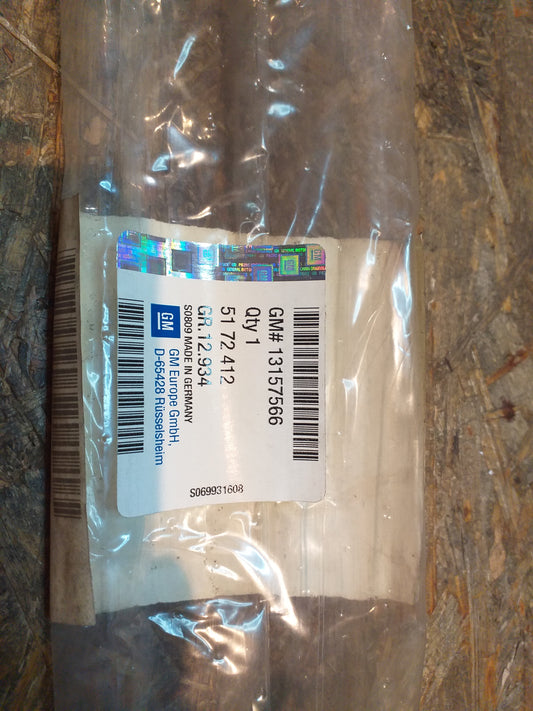 GM# 13157566
Qty 1
51 72 412
GR.12.934
S0809 MADE IN GERMANY
GM
GM Europe GmbH,
D-65428 Rüsselsheim
S069931608